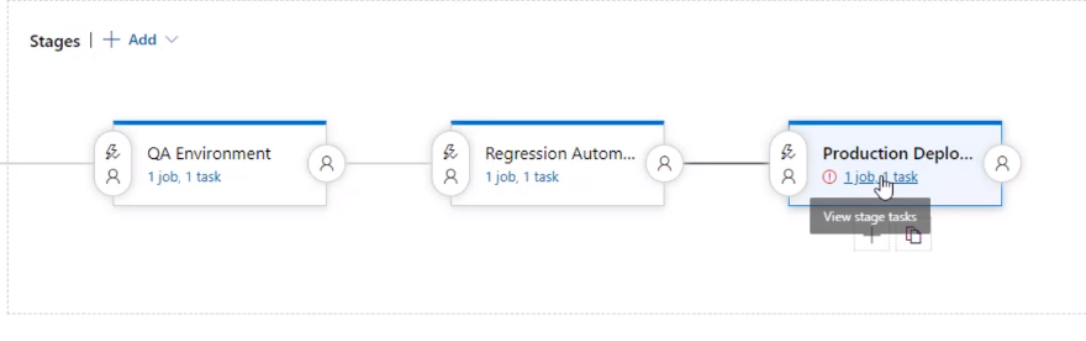 Stages | + Add
QA Environment
1 job, 1 task
Regression Autom...
1 job, 1 task
Production Deplo...
1 job, 1 task
View stage tasks